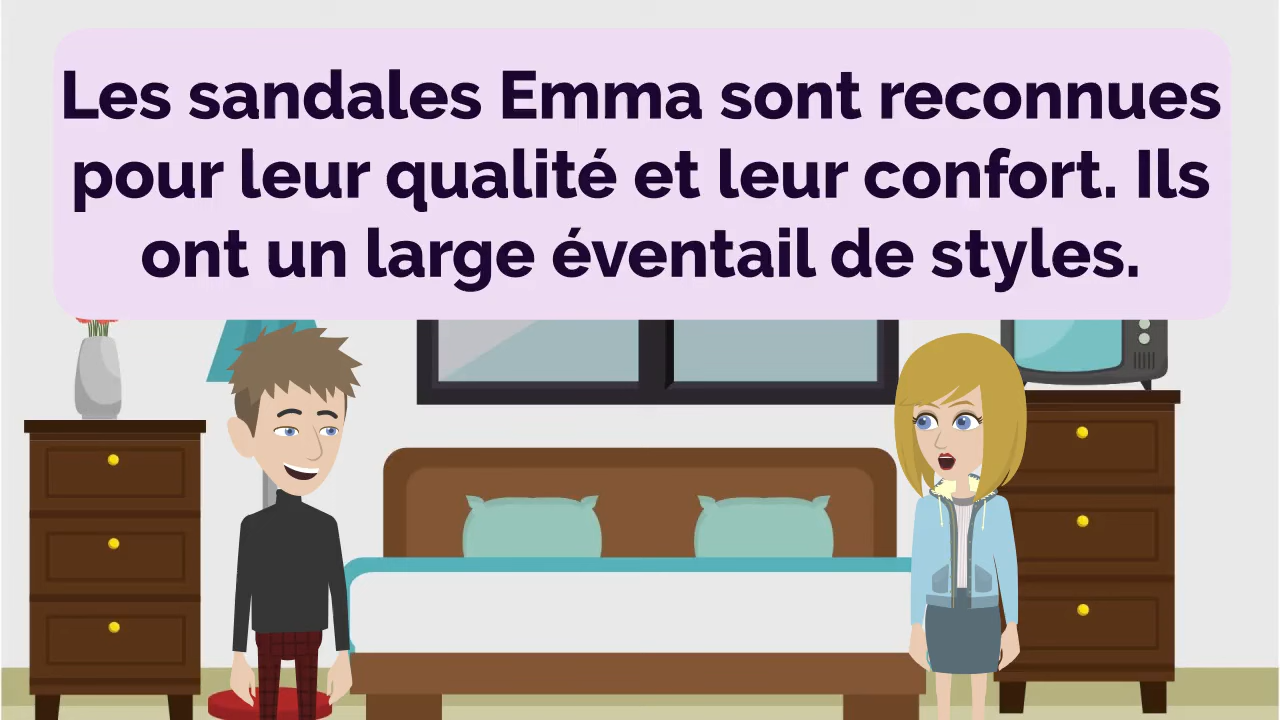 Les sandales Emma sont reconnues
pour leur qualité et leur confort. Ils
ont un large éventail de styles.